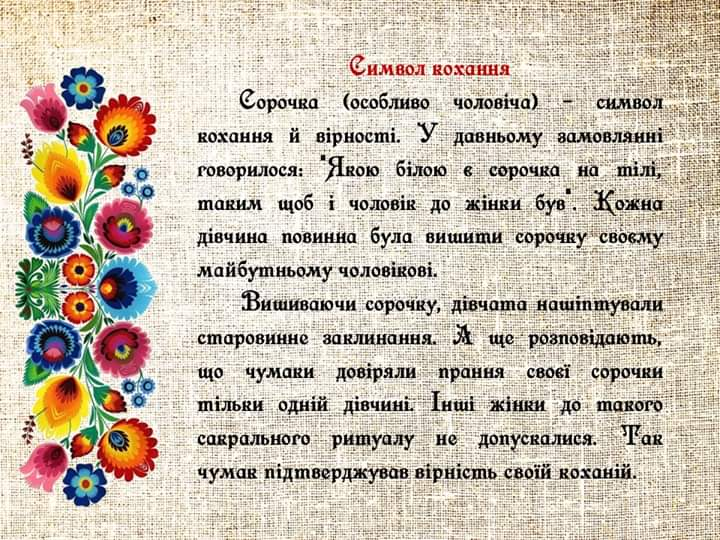 Символ кохання
Сорочка (особливо чоловіча) - символ
кохання й вірності. У давньому замовлянні
говорилося: "Якою білою є сорочка на тілі,
таким щоб і чоловік до жінки був". Кожна
дівчина повинна була вишити сорочку своєму
майбутньому чоловікові.
Вишиваючи сорочку, дівчата нашіптували
старовинне заклинання. А ще розповідають,
що чумаки довіряли прання своєї сорочки
тільки одній дівчині. Інші жінки до такого
сакрального ритуалу не допускалися. Так
чумак підтверджував вірність своїй коханій.